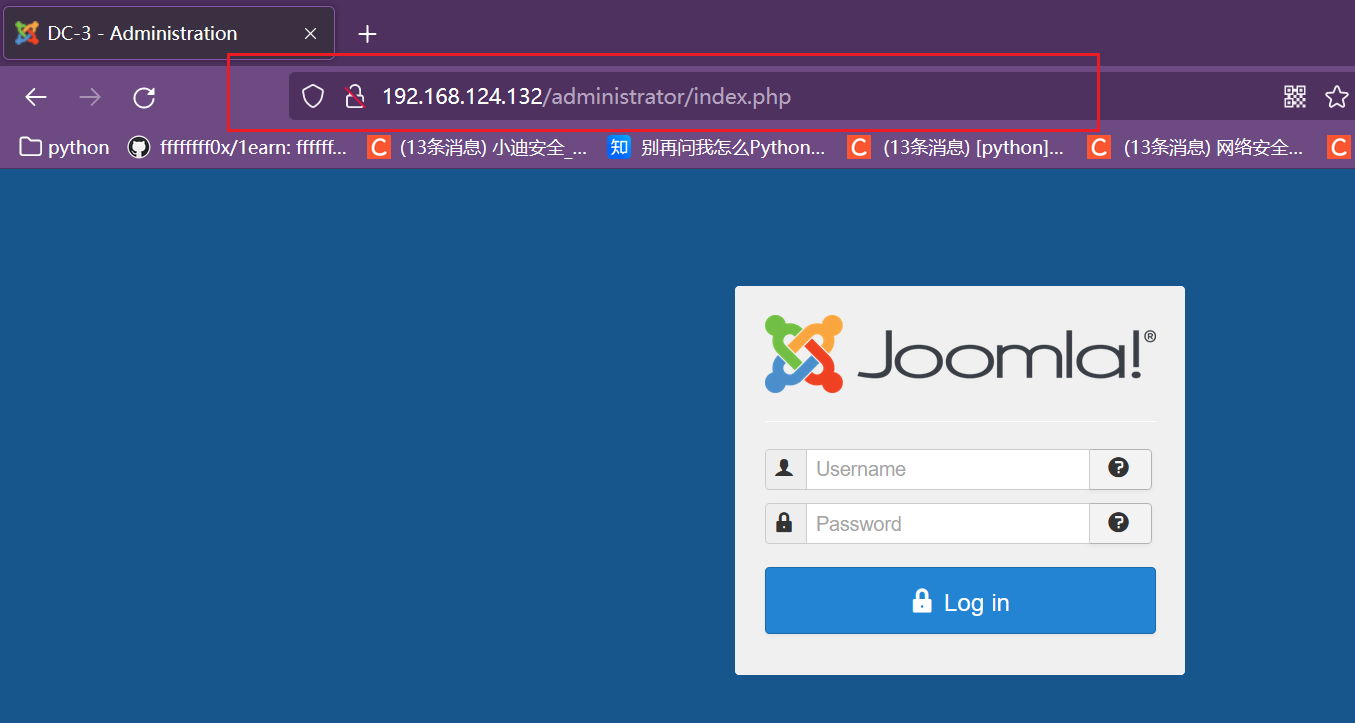 DC-3 - Administration
192.168.124.132/administrator/index.php
python ffffffff0x/1earn: ffffff... C (13条消息) 小迪安全_... 知 别再问我怎么Python... C (13条消息) [python]... C (13条消息) 网络安全... C
Joomla!®
Username
Password
Log in